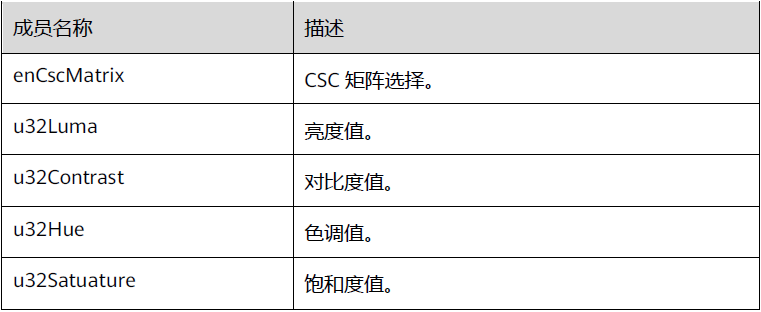 成员名称 描述
enCscMatrix CSC 矩阵选择。
u32Luma 亮度值。
u32Contrast 对比度值。
u32Hue 色调值。
u32Satuature 饱和度值。